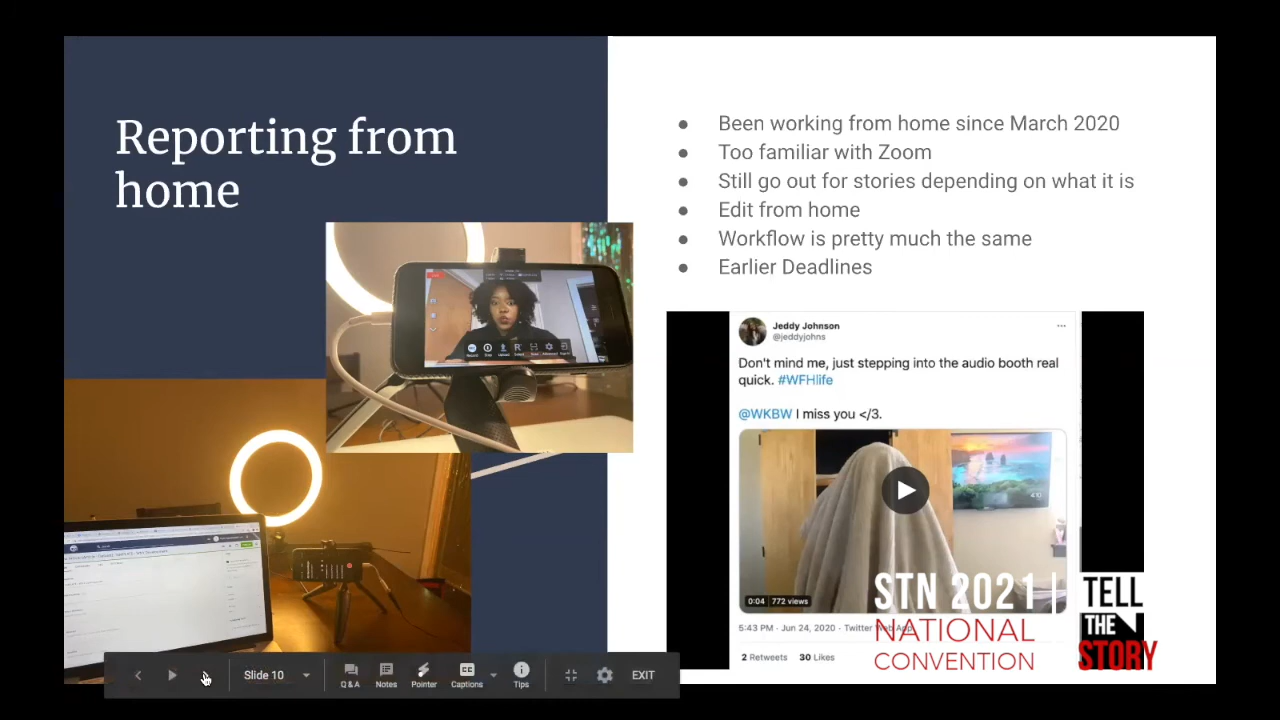 Reporting from
home
● Been working from home since March 2020
● Too familiar with Zoom
● Still go out for stories depending on what it is
● Edit from home
● Workflow is pretty much the same
● Earlier Deadlines
Jeddy Johnson
@jeddyjohns
Don't mind me, just stepping into the audio booth real
quick. #WFHlife
@WKBW I miss you </3.
0:04 772 views
5:43 PM · Jun 24, 2020 · Twitter Web App
2 Retweets 30 Likes
STN 2021 |
NATIONAL
CONVENTION
TELL
THE
STORY
Slide 10
Q & A Notes Pointer Captions Tips EXIT